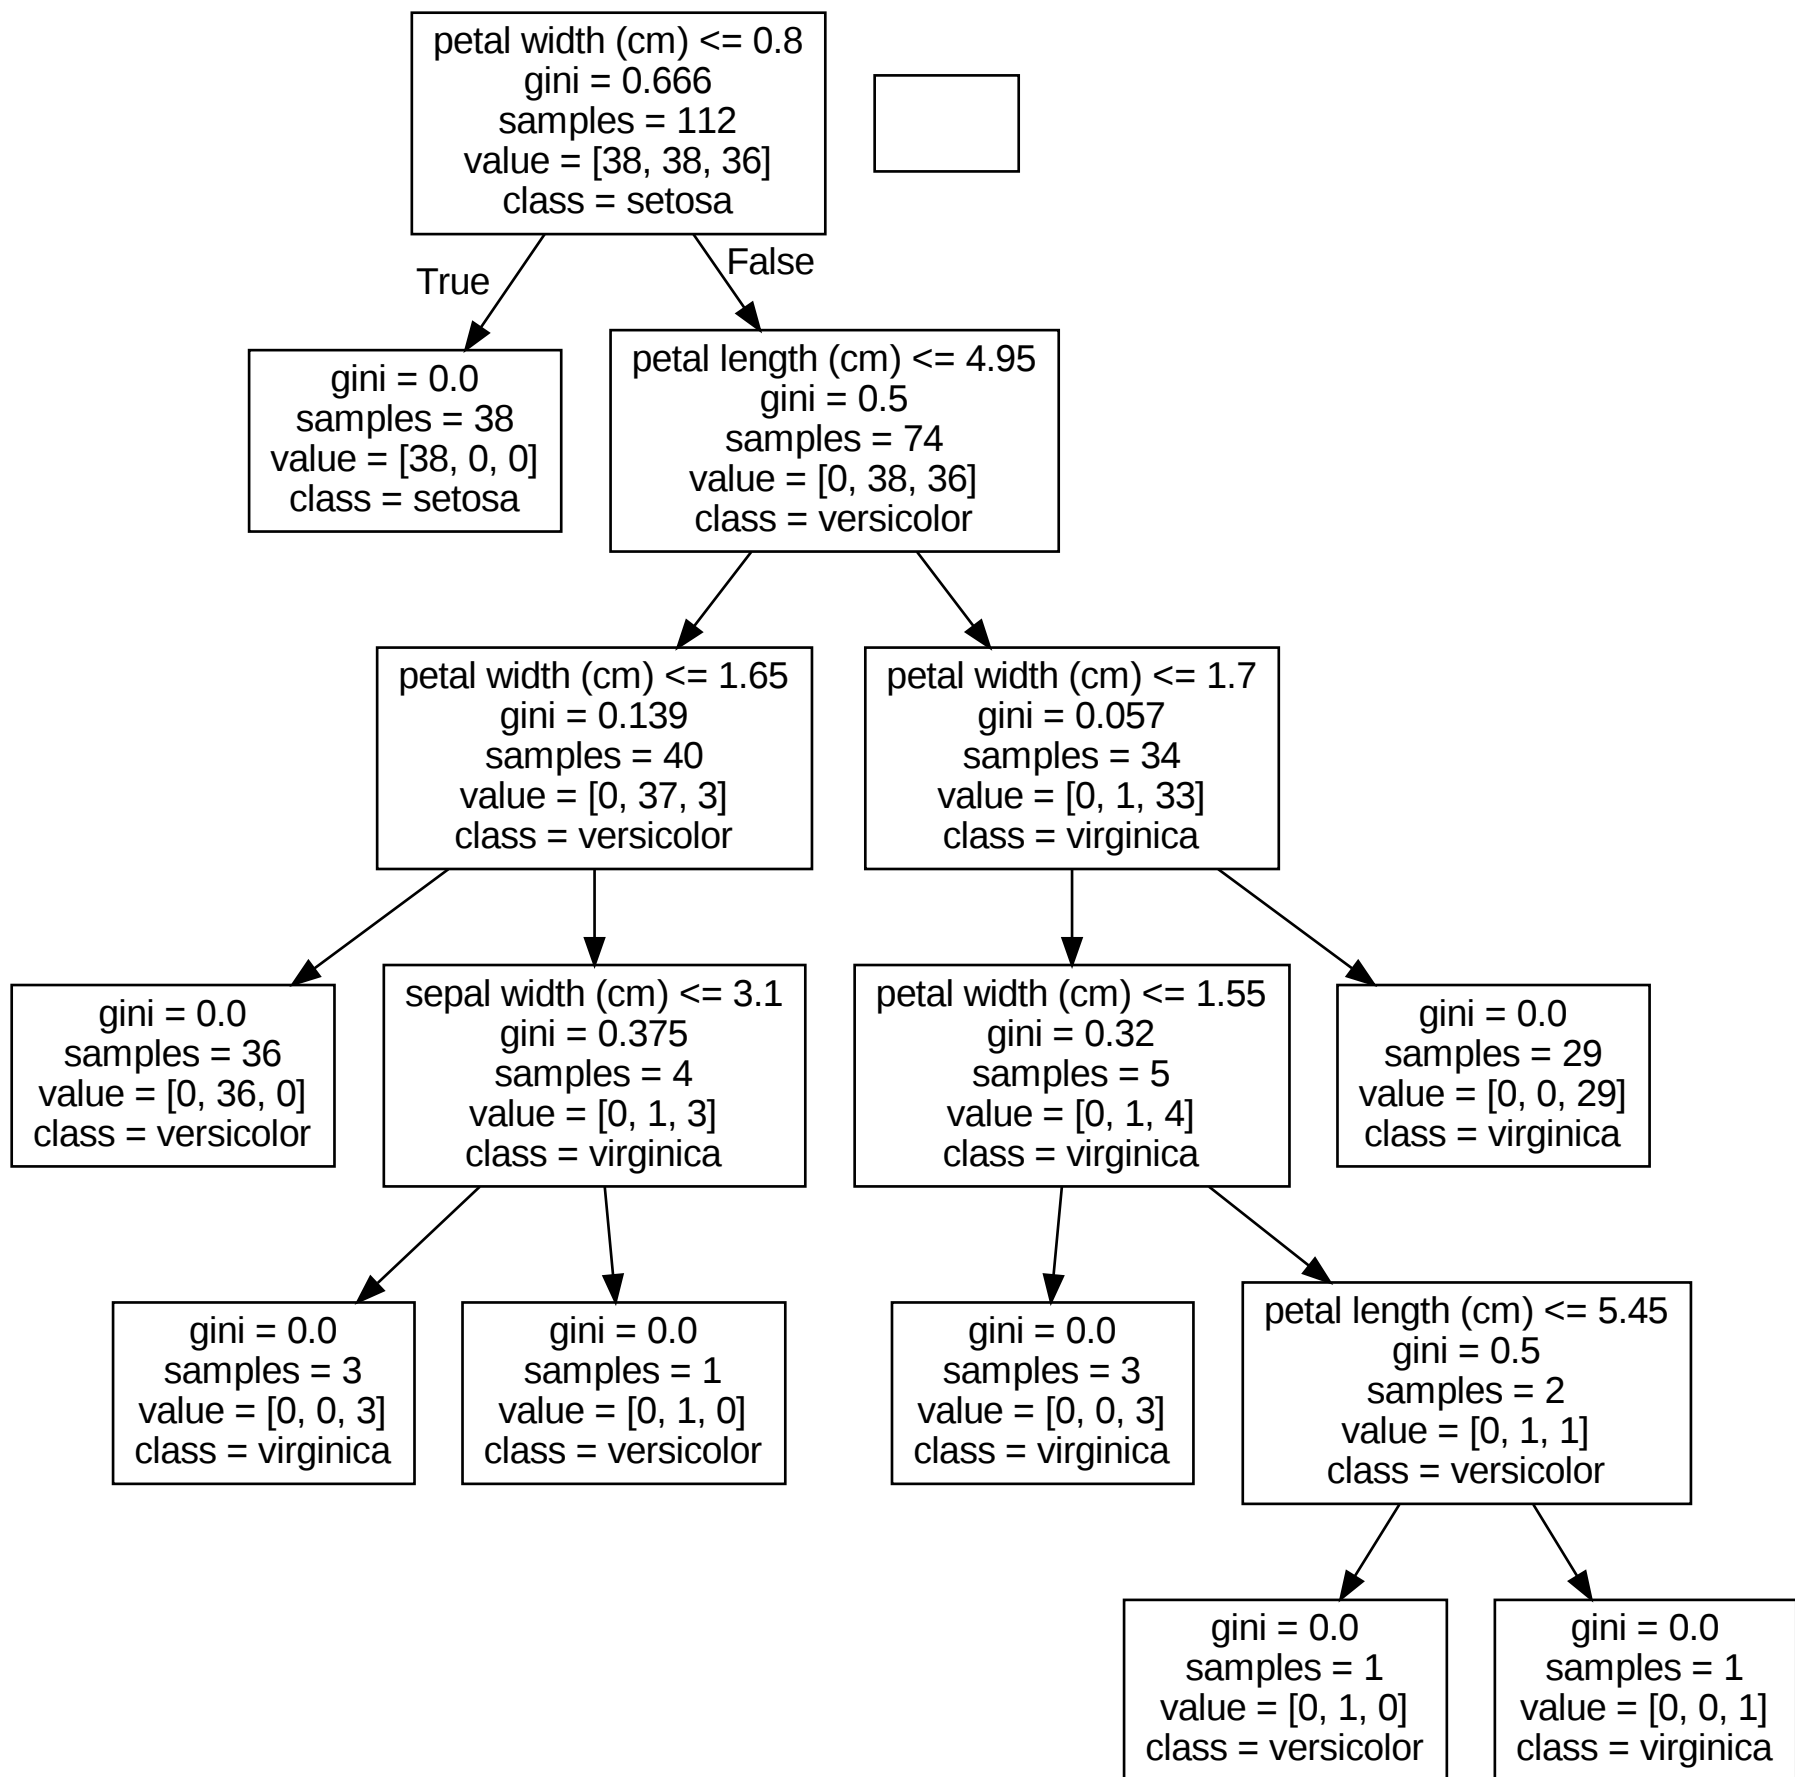 petal width (cm) <= 0.8
gini = 0.666
samples = 112
value = [38, 38, 36]
class = setosa
True
False
gini = 0.0
samples = 38
value = [38, 0, 0]
class = setosa
petal length (cm) <= 4.95
gini = 0.5
samples = 74
value = [0, 38, 36]
class = versicolor
petal width (cm) <= 1.65
gini = 0.139
samples = 40
value = [0, 37, 3]
class = versicolor
petal width (cm) <= 1.7
gini = 0.057
samples = 34
value = [0, 1, 33]
class = virginica
gini = 0.0
samples = 36
value = [0, 36, 0]
class = versicolor
sepal width (cm) <= 3.1
gini = 0.375
samples = 4
value = [0, 1, 3]
class = virginica
petal width (cm) <= 1.55
gini = 0.32
samples = 5
value = [0, 1, 4]
class = virginica
gini = 0.0
samples = 29
value = [0, 0, 29]
class = virginica
gini = 0.0
samples = 3
value = [0, 0, 3]
class = virginica
gini = 0.0
samples = 1
value = [0, 1, 0]
class = versicolor
gini = 0.0
samples = 3
value = [0, 0, 3]
class = virginica
petal length (cm) <= 5.45
gini = 0.5
samples = 2
value = [0, 1, 1]
class = versicolor
gini = 0.0
samples = 1
value = [0, 1, 0]
class = versicolor
gini = 0.0
samples = 1
value = [0, 0, 1]
class = virginica